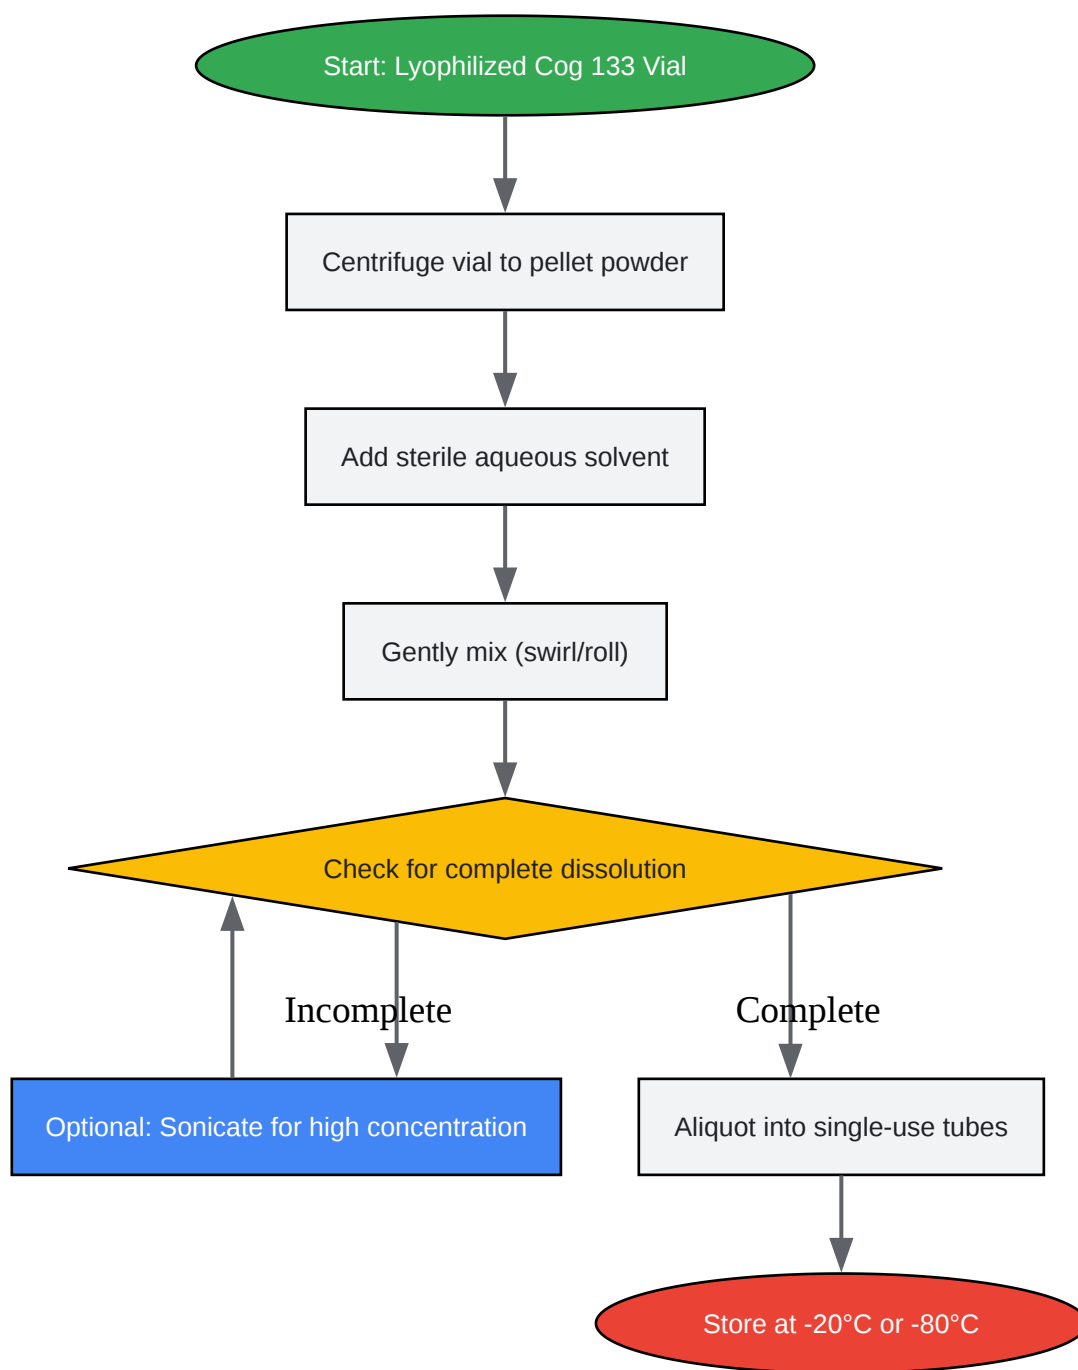 Start: Lyophilized Cog 133 Vial
Centrifuge vial to pellet powder
Add sterile aqueous solvent
Gently mix (swirl/roll)
Check for complete dissolution
Incomplete
Complete
Optional: Sonicate for high concentration
Aliquot into single-use tubes
Store at -20°C or -80°C